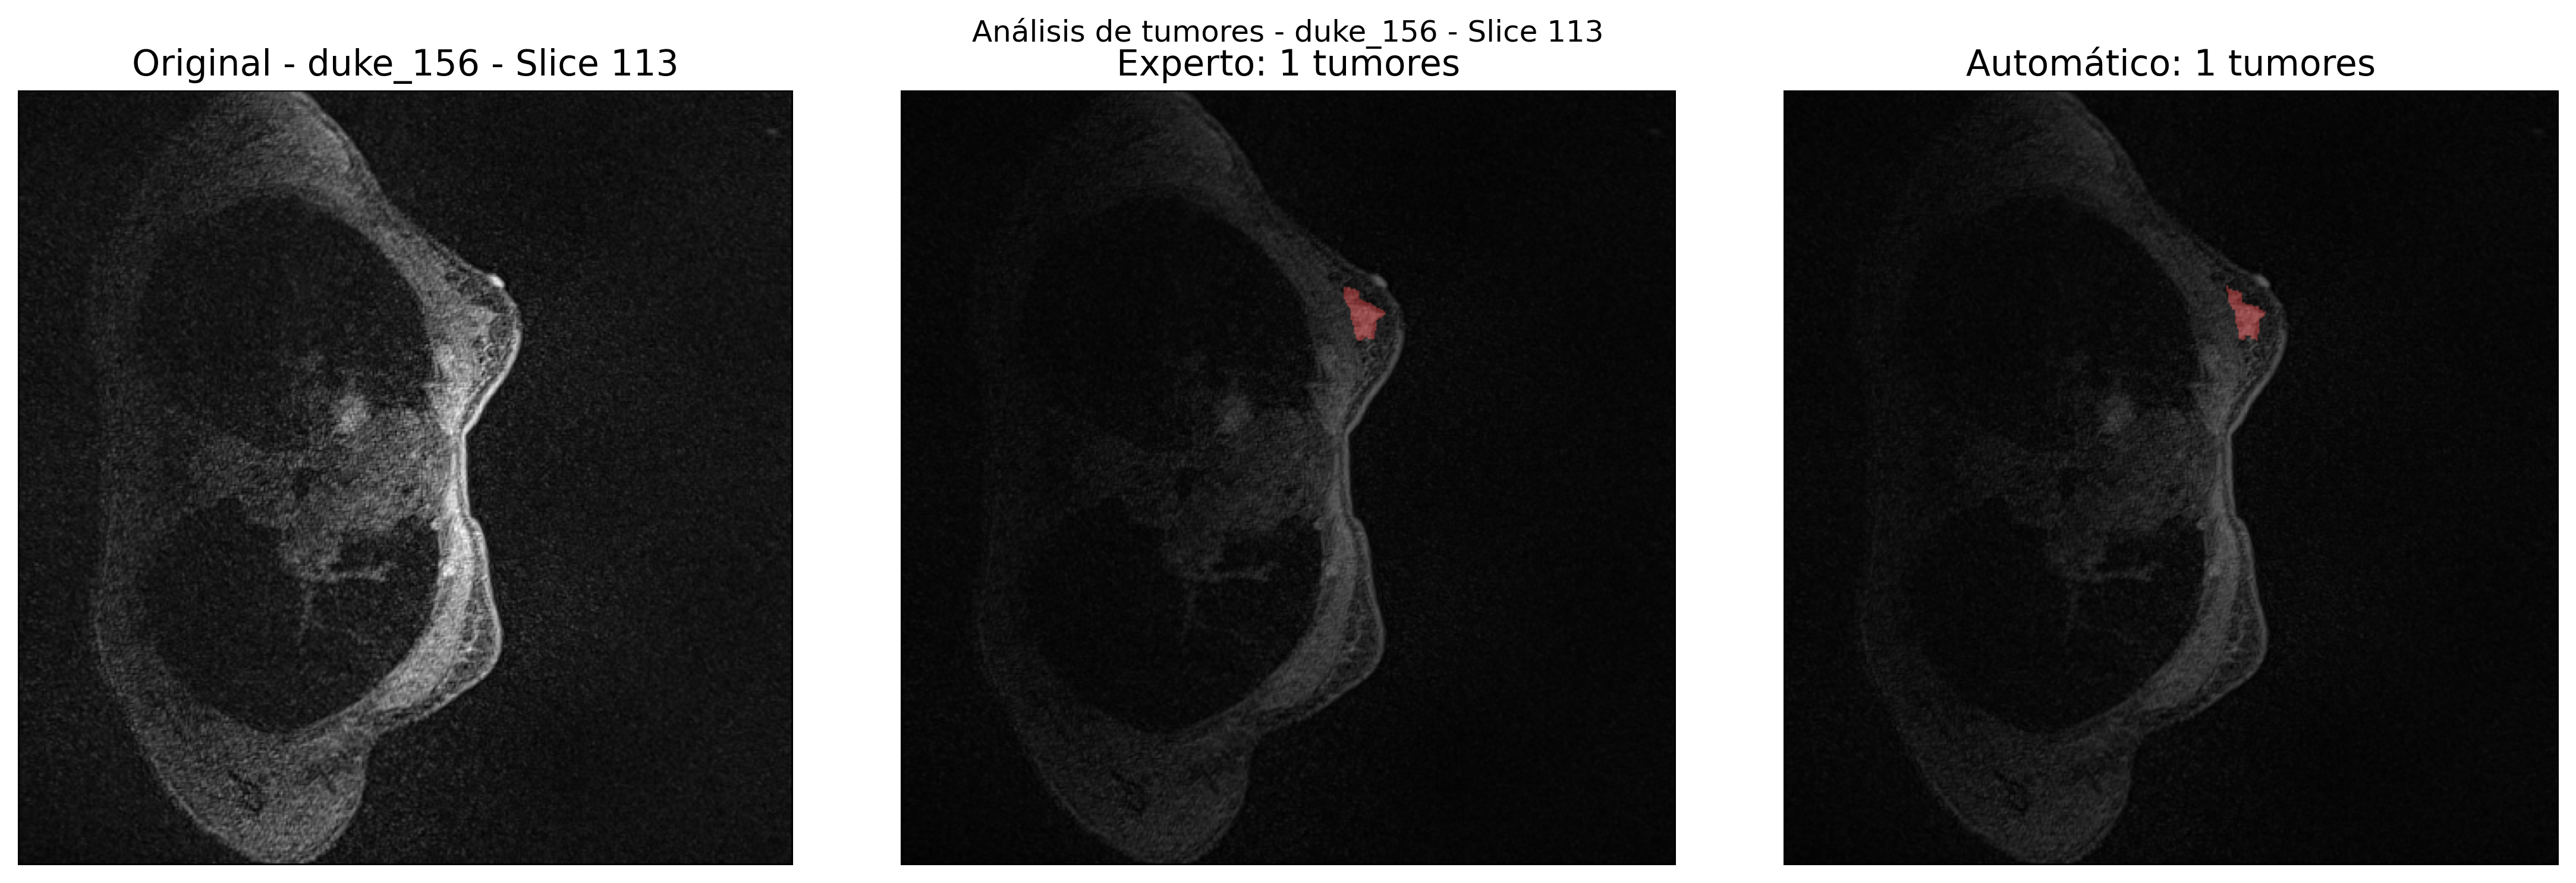 Análisis de tumores - duke_156 - Slice 113
Original - duke_156 - Slice 113
Experto: 1 tumores
Automático: 1 tumores